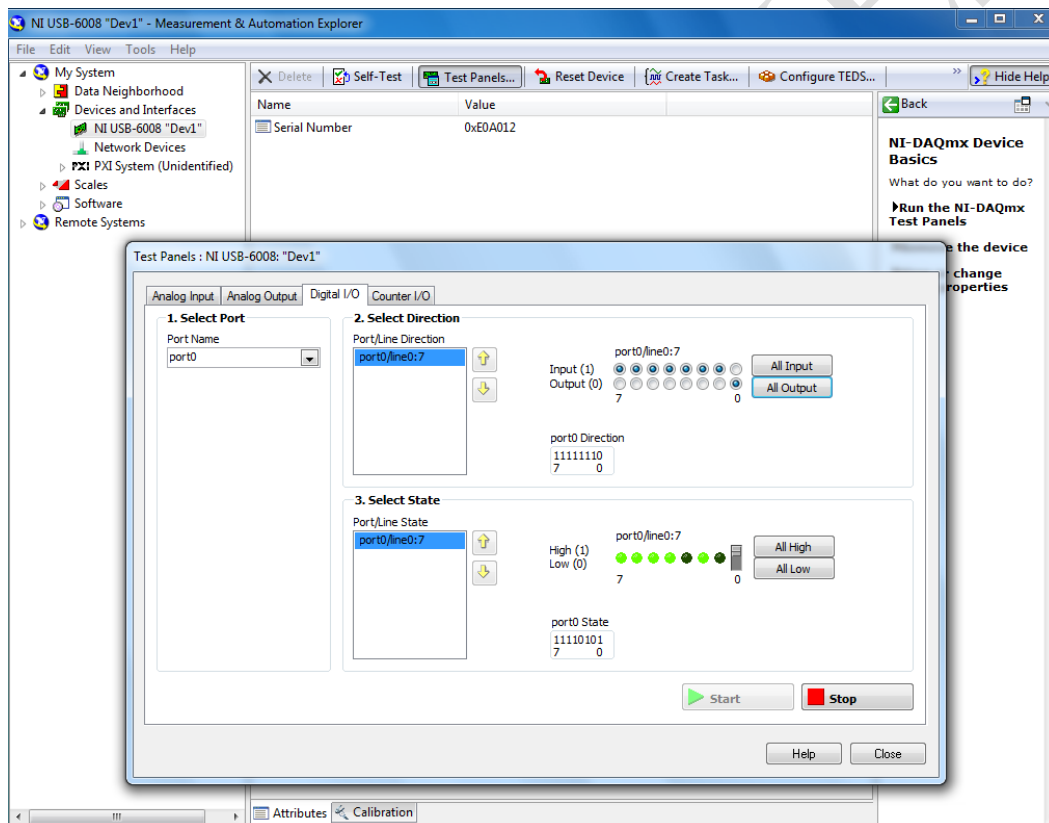 NI USB-6008 "Dev1" - Measurement & Automation Explorer
File Edit View Tools Help
My System
Data Neighborhood
Devices and Interfaces
NI USB-6008 "Dev1"
Network Devices
PXI PXI System (Unidentified)
Scales
Software
Remote Systems
Delete Self-Test Test Panels... Reset Device Create Task... Configure TEDS... » Hide Help
Name Value
Serial Number 0xE0A012
Back
NI-DAQmx Device
Basics
What do you want to do?
Run the NI-DAQmx
Test Panels
the device
change
roperties
Test Panels : NI USB-6008: "Dev1"
Analog Input Analog Output Digital I/O Counter I/O
1. Select Port
Port Name
port0
2. Select Direction
Port/Line Direction
port0/line0:7
port0/line0:7
Input (1)
Output (0)
7 0
All Input
All Output
port0 Direction
11111110
7 0
3. Select State
Port/Line State
port0/line0:7
port0/line0:7
High (1)
Low (0)
7 0
All High
All Low
port0 State
11110101
7 0
Start Stop
Help Close
Attributes Calibration